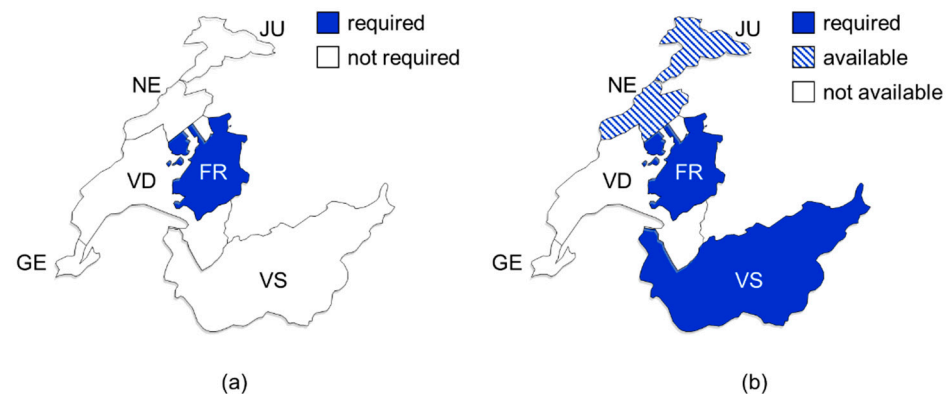 JU
required
not required
NE
FR
VD
GE
VS
(a)
JU
required
available
not available
NE
FR
VD
GE
VS
(b)